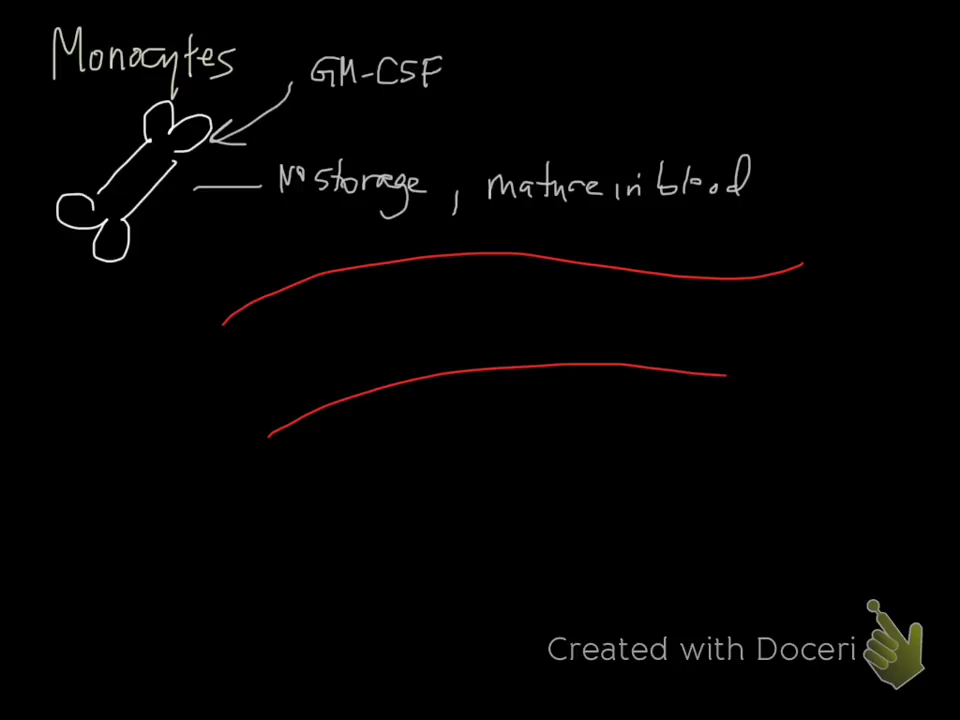 Monocytes
GM-CSF
No storage, mature in blood
Created with Doceri